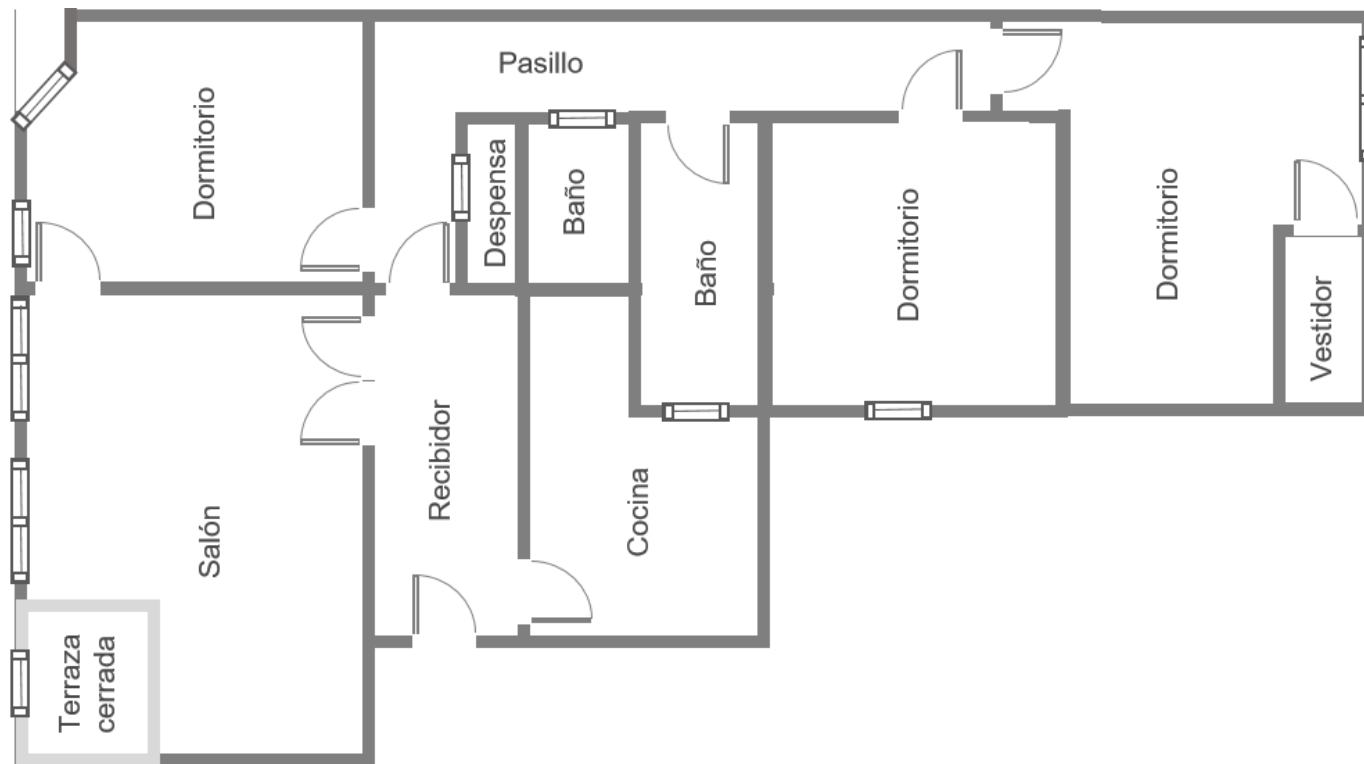 Pasillo
Dormitorio
Despensa
Baño
Baño
Dormitorio
Dormitorio
Vestidor
Recibidor
Cocina
Salón
Terraza
cerrada